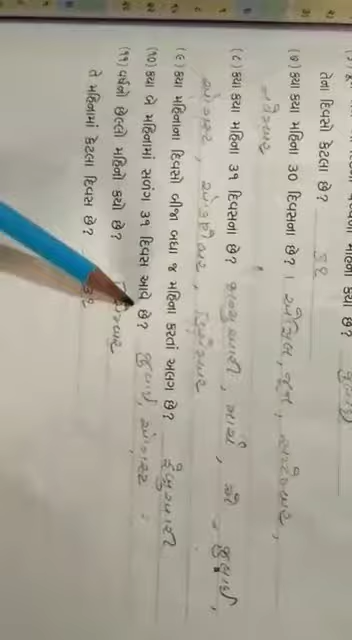 તેના દિવસો કેટલા છે? ૩૧
(૭) કયા કયા મહિના 30 દિવસના છે? એપ્રિલ, જૂન, સપ્ટેમ્બર,
નવેમ્બર
(૮) કયા કયા મહિના ૩૧ દિવસના છે? જાન્યુઆરી, માર્ચ, મે, જુલાઈ,
ઓગસ્ટ, ઓક્ટોબર, ડિસેમ્બર
(૯) કયા મહિનાના દિવસો બીજા બધા જ મહિના કરતાં અલગ છે? ફેબ્રુઆરી
(૧૦) કયા બે મહિનામાં સળંગ ૩૧ દિવસ આવે છે? જુલાઈ, ઓગસ્ટ
(૧૧) વર્ષનો છેલ્લો મહિનો કયો છે? ડિસેમ્બર
તે મહિનામાં કેટલા દિવસ છે? ૩૧